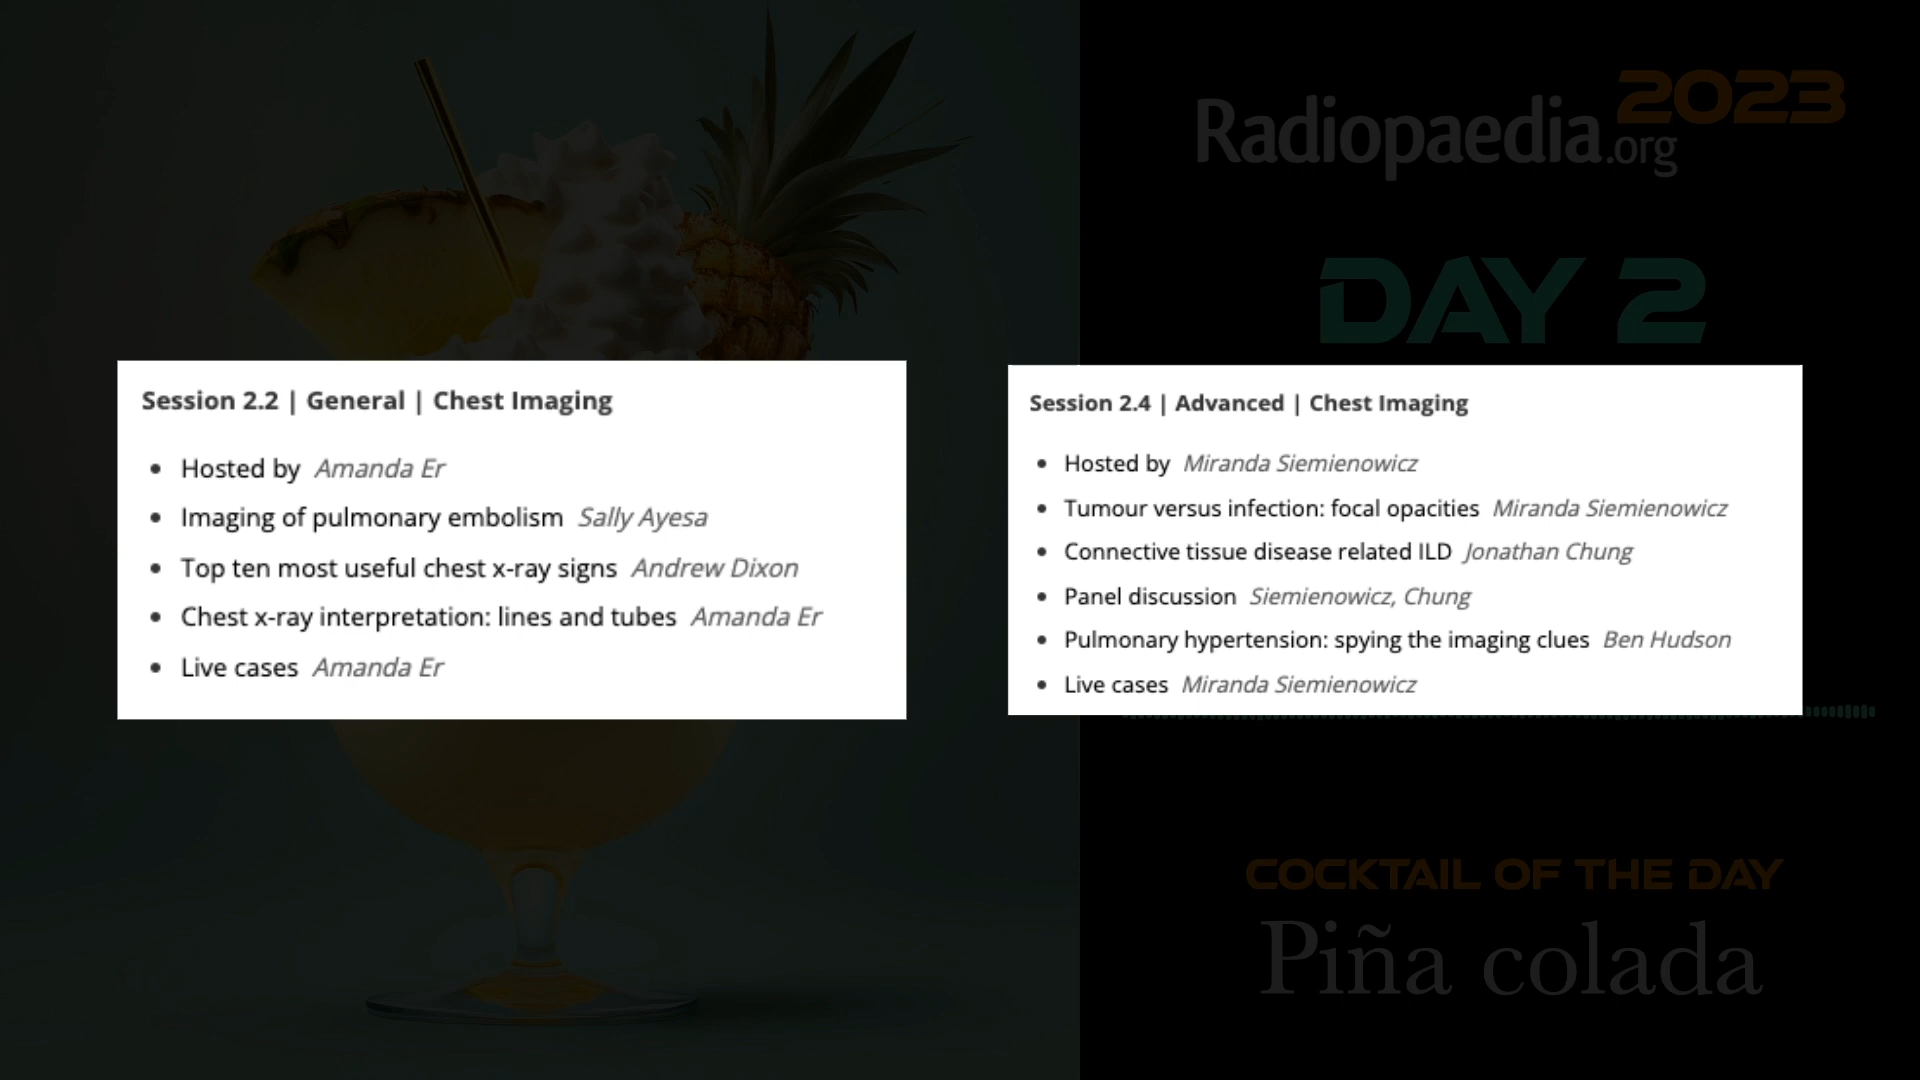 2023
Radiopaedia.org
DAY 2
Session 2.2 | General | Chest Imaging
Hosted by Amanda Er
Imaging of pulmonary embolism Sally Ayesa
Top ten most useful chest x-ray signs Andrew Dixon
Chest x-ray interpretation: lines and tubes Amanda Er
Live cases Amanda Er
Session 2.4 | Advanced | Chest Imaging
Hosted by Miranda Siemienowicz
Tumour versus infection: focal opacities Miranda Siemienowicz
Connective tissue disease related ILD Jonathan Chung
Panel discussion Siemienowicz, Chung
Pulmonary hypertension: spying the imaging clues Ben Hudson
Live cases Miranda Siemienowicz
COCKTAIL OF THE DAY
Piña colada